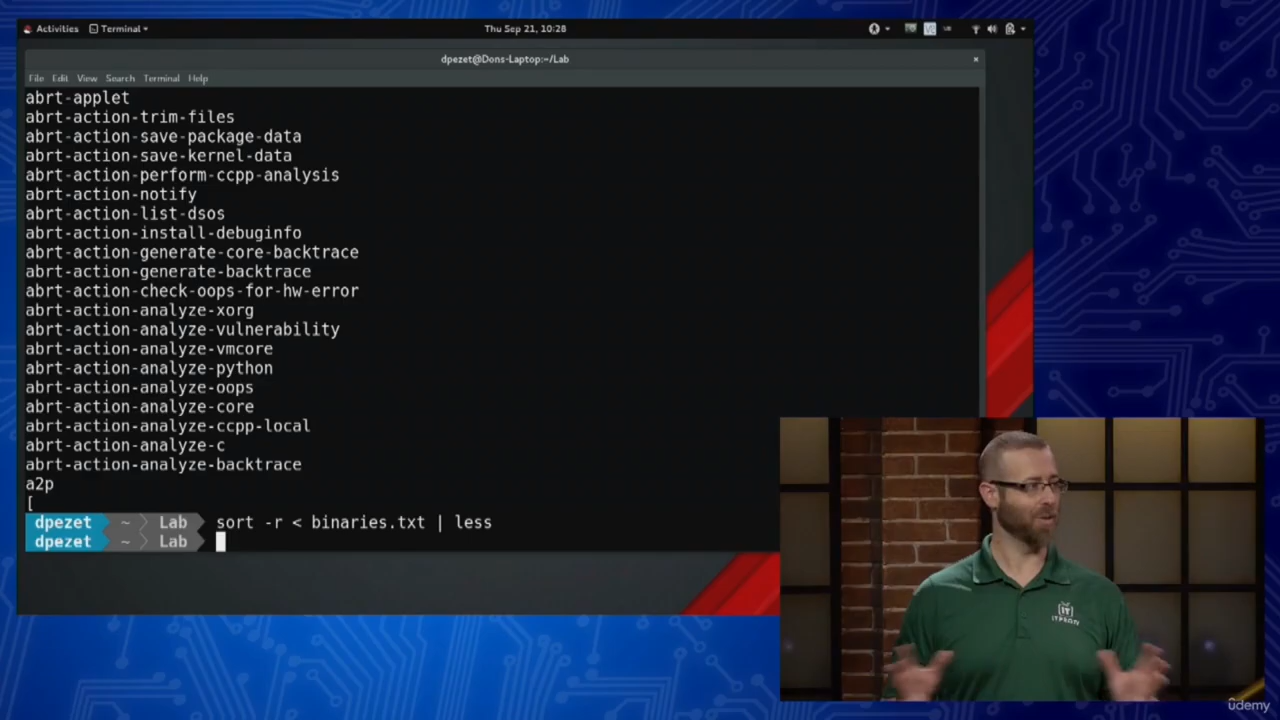 Activities Terminal Thu Sep 21, 10:28
dpezet@Dons-Laptop:~/Lab
File Edit View Search Terminal Help
abrt-applet
abrt-action-trim-files
abrt-action-save-package-data
abrt-action-save-kernel-data
abrt-action-perform-ccpp-analysis
abrt-action-notify
abrt-action-list-dsos
abrt-action-install-debuginfo
abrt-action-generate-core-backtrace
abrt-action-generate-backtrace
abrt-action-check-oops-for-hw-error
abrt-action-analyze-xorg
abrt-action-analyze-vulnerability
abrt-action-analyze-vmcore
abrt-action-analyze-python
abrt-action-analyze-oops
abrt-action-analyze-core
abrt-action-analyze-ccpp-local
abrt-action-analyze-c
abrt-action-analyze-backtrace
a2p
[
dpezet ~ Lab sort -r < binaries.txt | less
dpezet ~ Lab
IT
ITPROTV
udemy